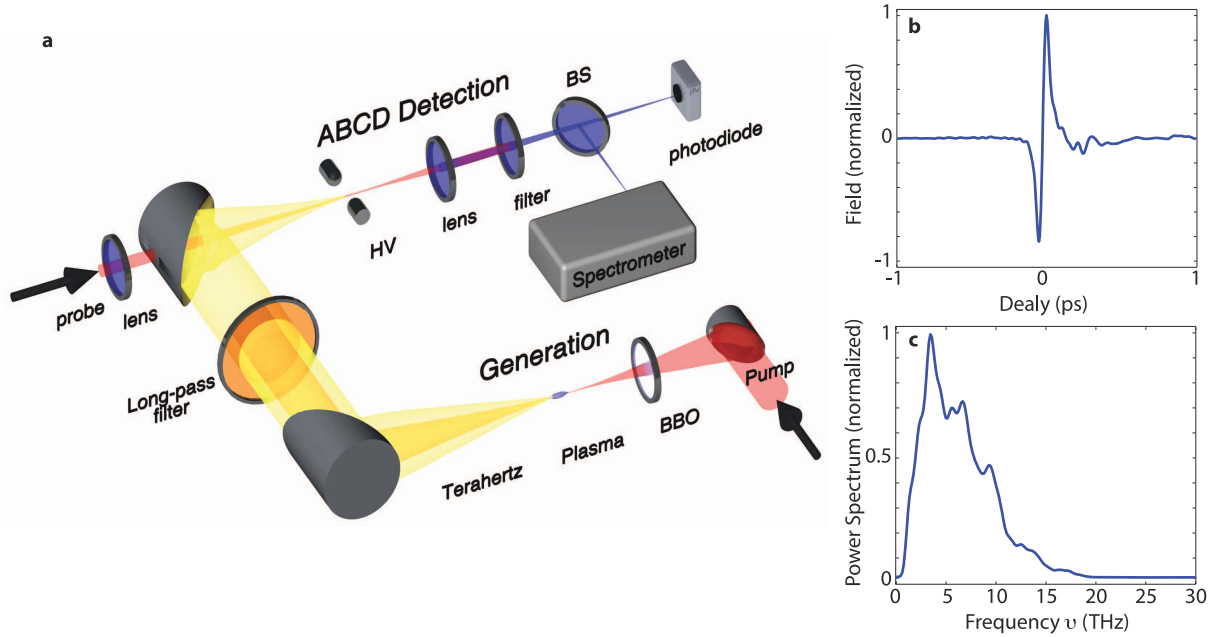 a
ABCD Detection
BS
photodiode
filter
lens
HV
Spectrometer
probe
lens
Long-pass
filter
Generation
Pump
BBO
Plasma
Terahertz
b
Field (normalized)
1
0
-1
-1
0
1
Dealy (ps)
c
Power Spectrum (normalized)
1
0.5
0
0
5
10
15
20
25
30
Frequency υ (THz)